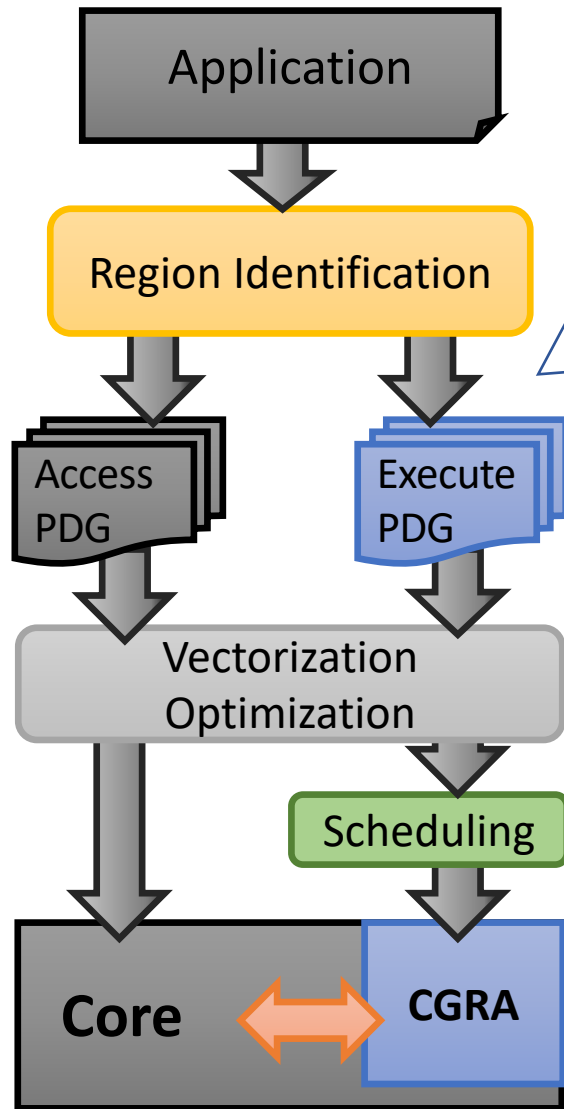 Application
Region Identification
Access
PDG
Execute
PDG
Vectorization
Optimization
Scheduling
Core
CGRA